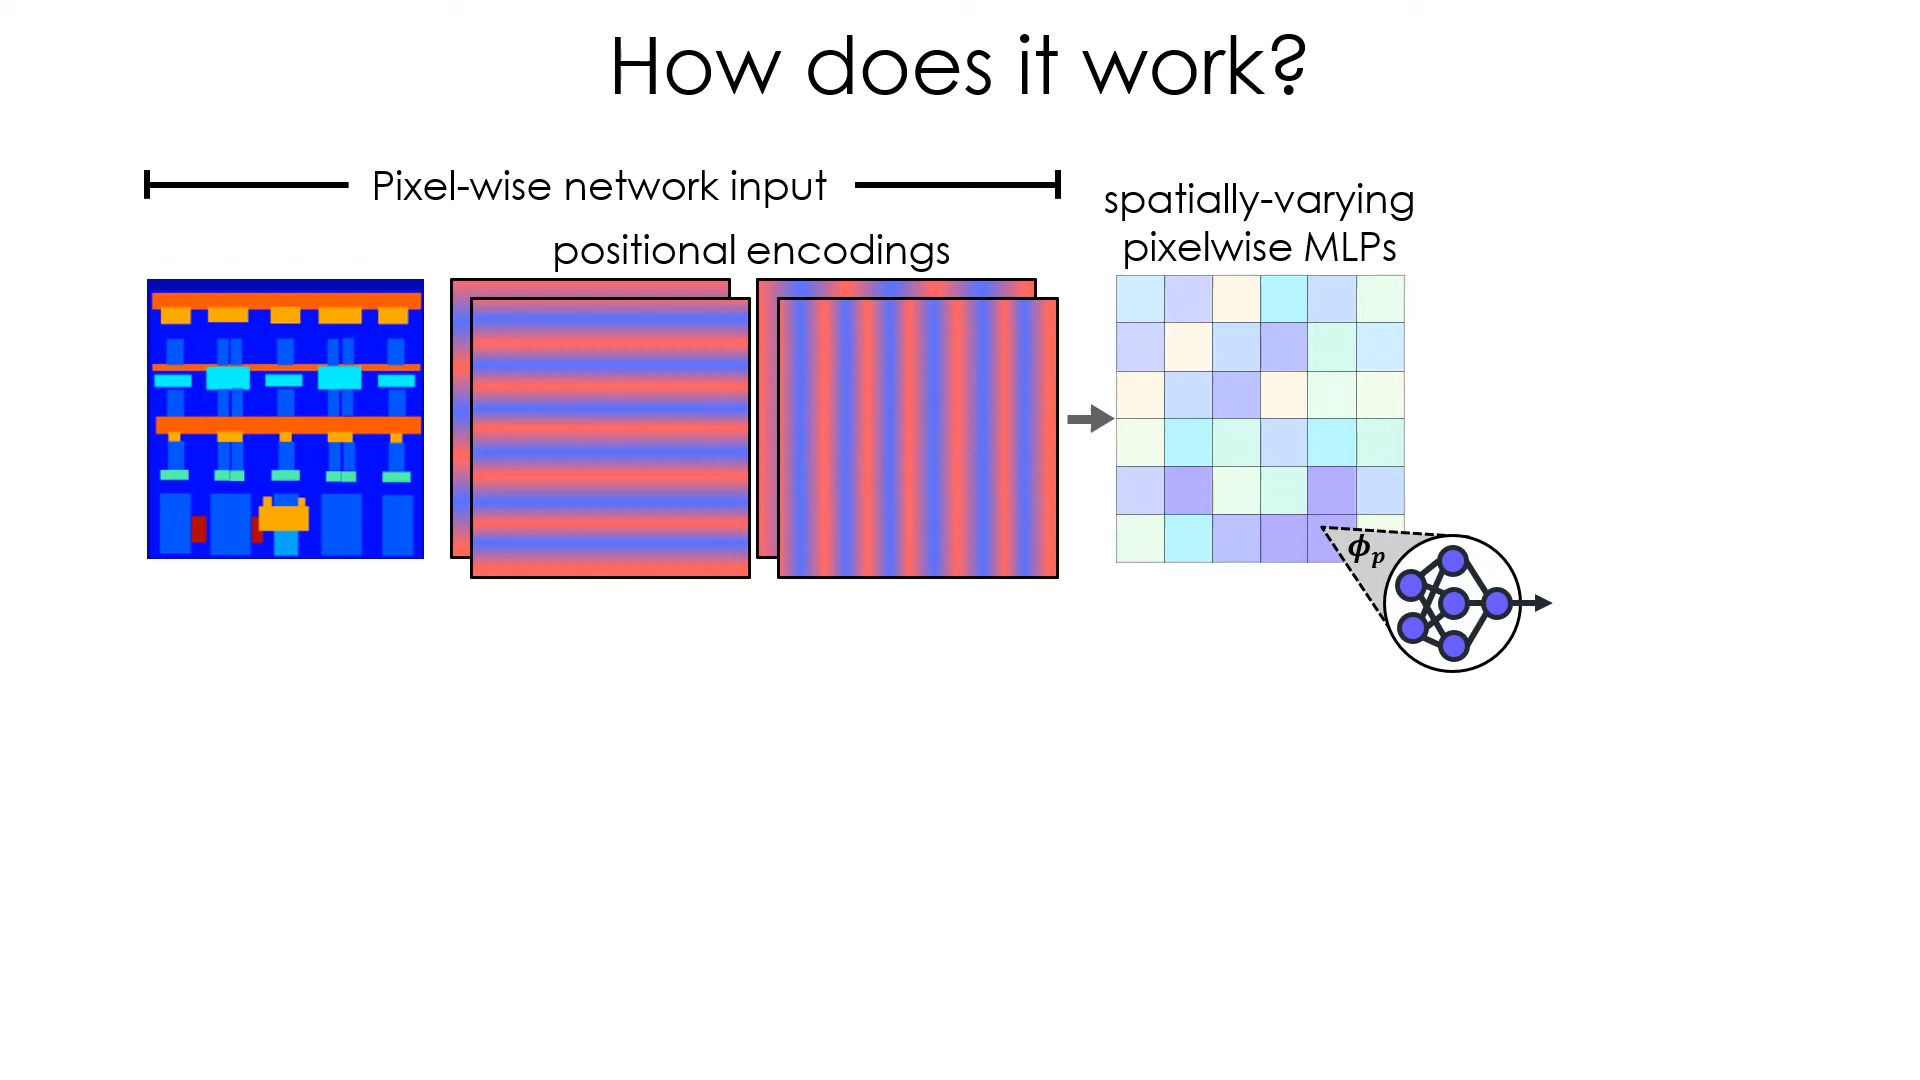 How does it work?
Pixel-wise network input
spatially-varying
pixelwise MLPs
positional encodings
ϕp